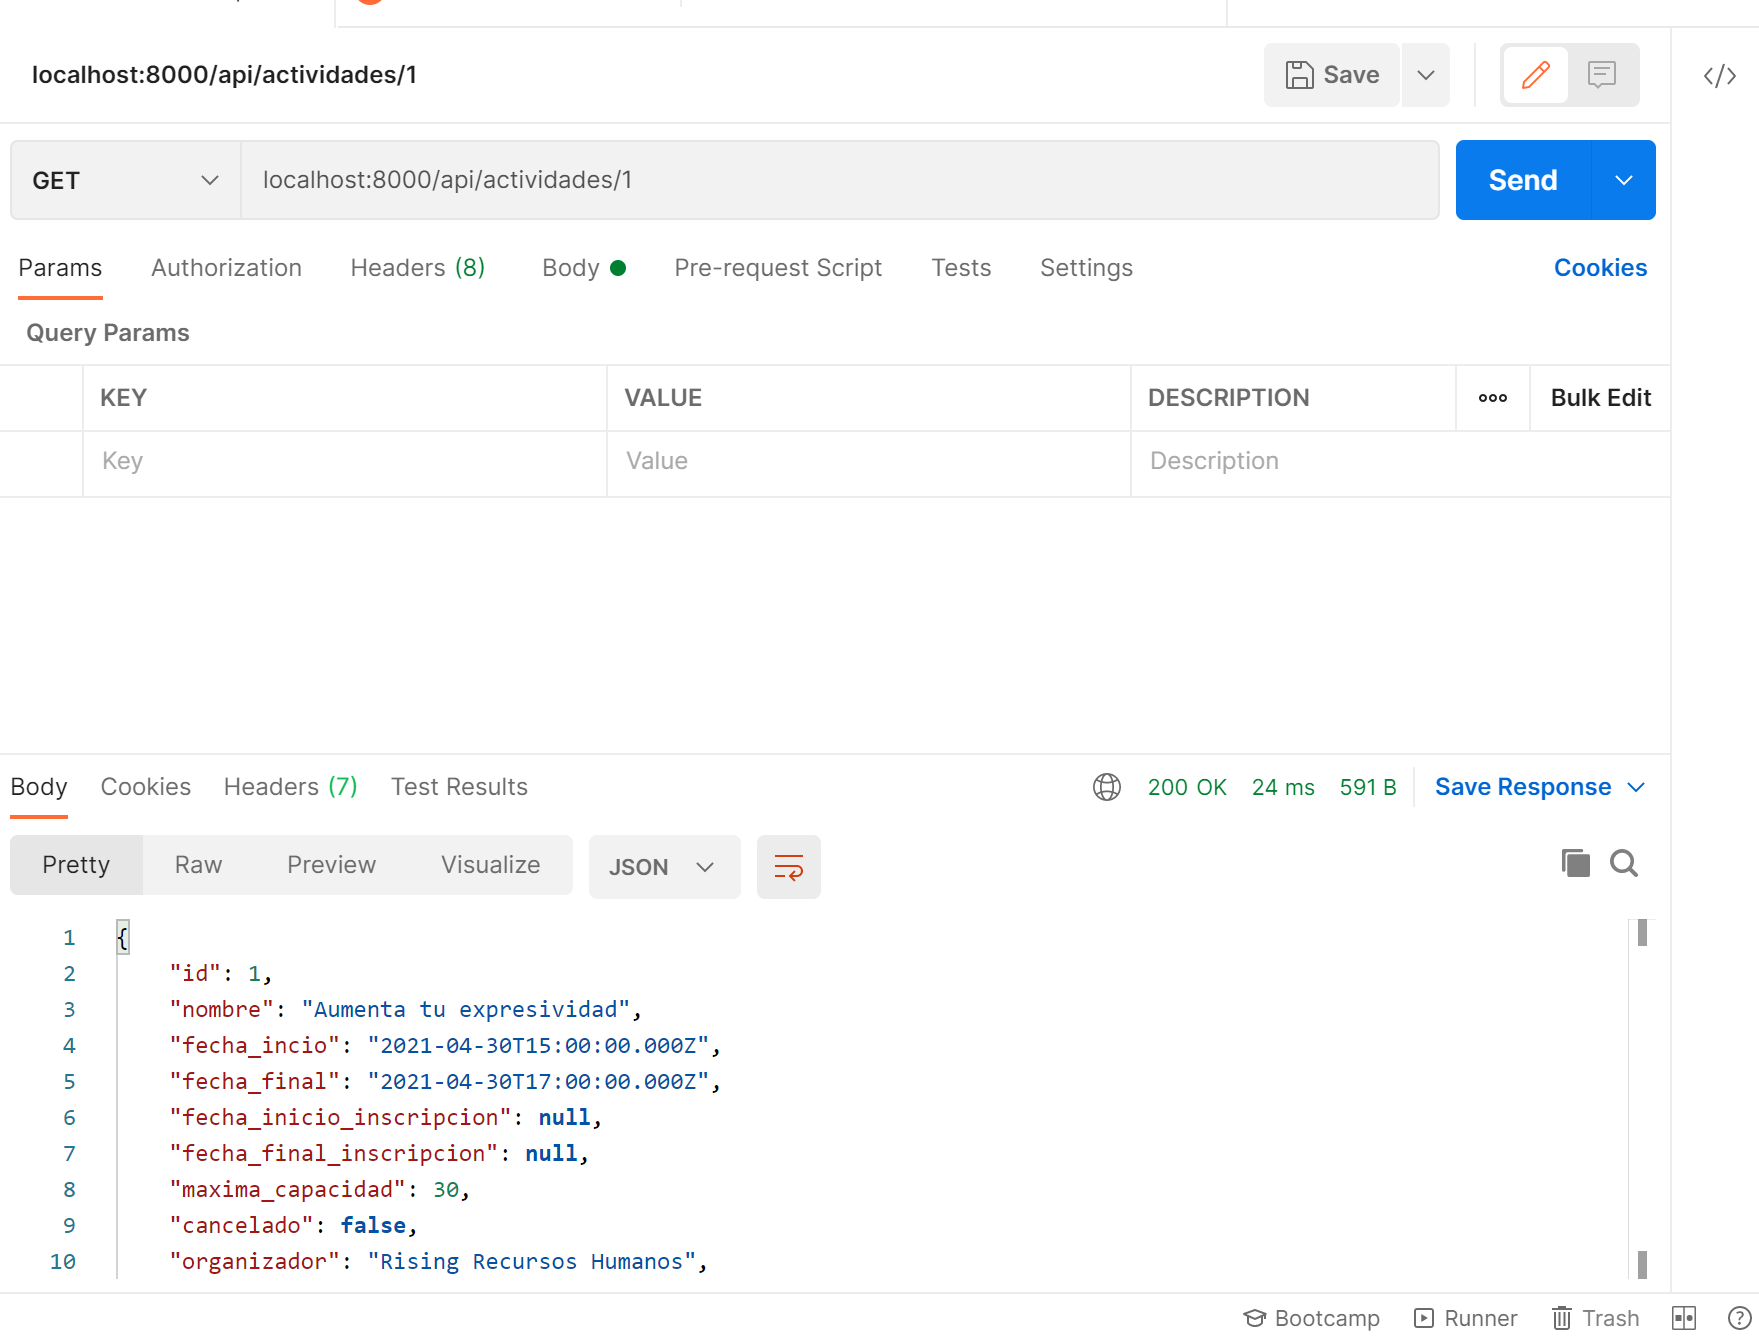 localhost:8000/api/actividades/1
Save
GET
localhost:8000/api/actividades/1
Send
Params Authorization Headers (8) Body Pre-request Script Tests Settings Cookies
Query Params
KEY VALUE DESCRIPTION ooo Bulk Edit
Key Value Description
Body Cookies Headers (7) Test Results 200 OK 24 ms 591 B Save Response
Pretty Raw Preview Visualize JSON
1 {
2 "id": 1,
3 "nombre": "Aumenta tu expresividad",
4 "fecha_incio": "2021-04-30T15:00:00.000Z",
5 "fecha_final": "2021-04-30T17:00:00.000Z",
6 "fecha_inicio_inscripcion": null,
7 "fecha_final_inscripcion": null,
8 "maxima_capacidad": 30,
9 "cancelado": false,
10 "organizador": "Rising Recursos Humanos",
Bootcamp Runner Trash